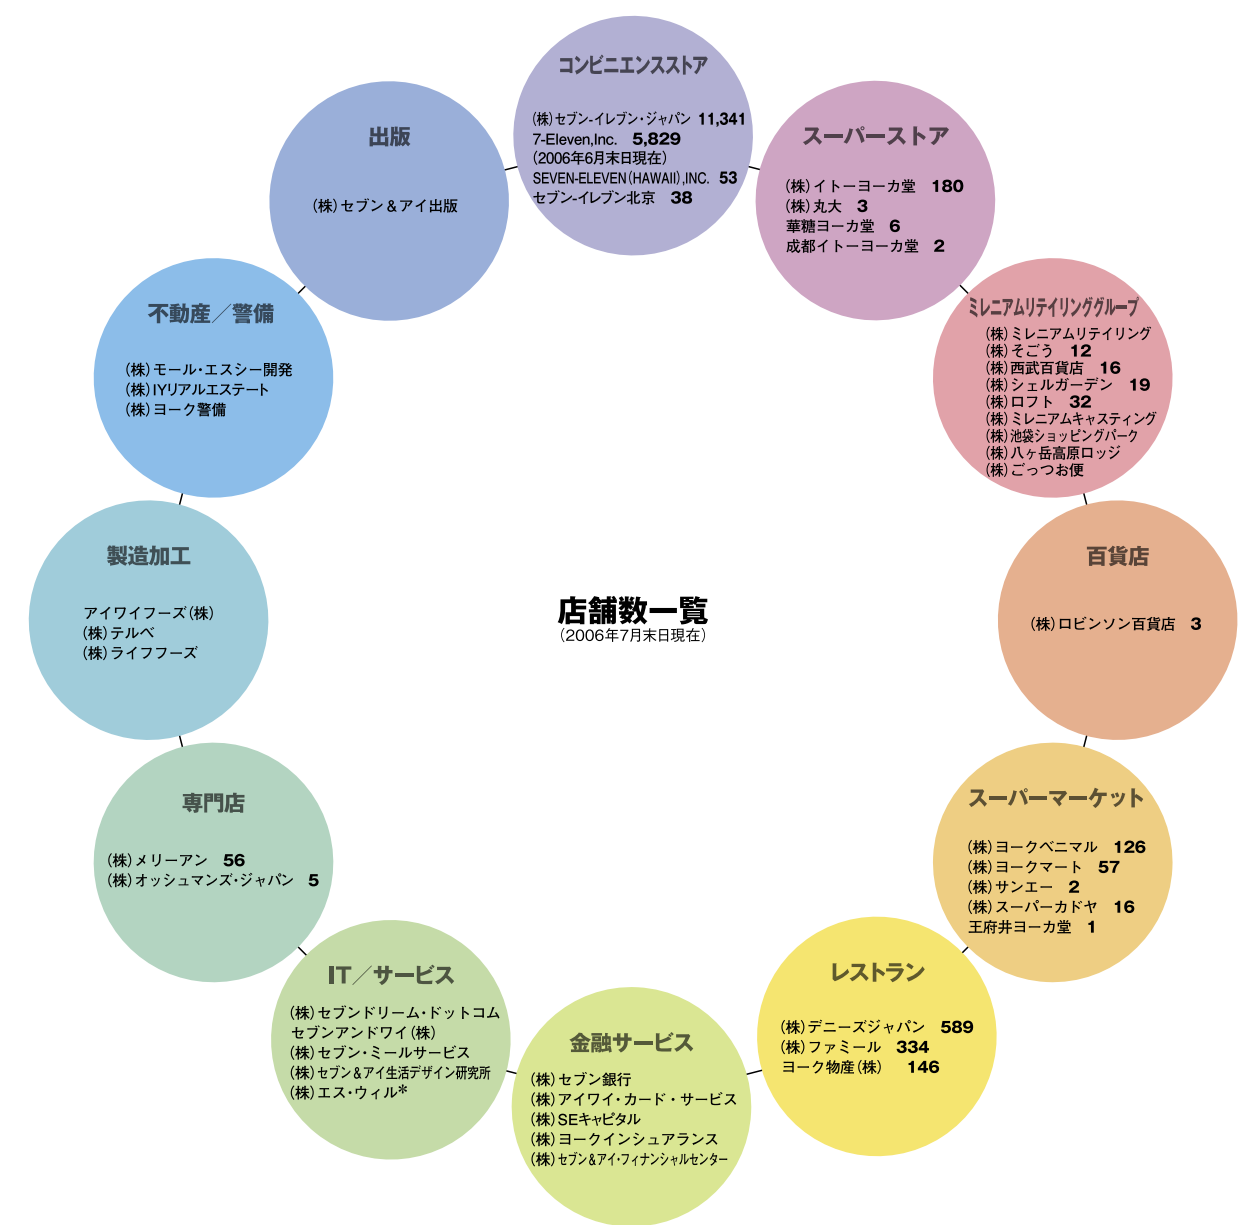 店舗数一覧
(2006年7月末日現在)
コンビニエンスストア
(株)セブン-イレブン・ジャパン 11,341
7-Eleven,Inc. 5,829
(2006年6月末日現在)
SEVEN-ELEVEN(HAWAII),INC. 53
セブン-イレブン北京 38
スーパーストア
(株)イトーヨーカ堂 180
(株)丸大 3
華糖ヨーカ堂 6
成都イトーヨーカ堂 2
ミレニアムリテイリンググループ
(株)ミレニアムリテイリング
(株)そごう 12
(株)西武百貨店 16
(株)シェルガーデン 19
(株)ロフト 32
(株)ミレニアムキャスティング
(株)池袋ショッピングパーク
(株)八ヶ岳高原ロッジ
(株)ごっつお便
百貨店
(株)ロビンソン百貨店 3
スーパーマーケット
(株)ヨークベニマル 126
(株)ヨークマート 57
(株)サンエー 2
(株)スーパーカドヤ 16
王府井ヨーカ堂 1
レストラン
(株)デニーズジャパン 589
(株)ファミール 334
ヨーク物産(株) 146
金融サービス
(株)セブン銀行
(株)アイワイ・カード・サービス
(株)SEキャピタル
(株)ヨークインシュアランス
(株)セブン&アイ・フィナンシャルセンター
IT／サービス
(株)セブンドリーム・ドットコム
セブンアンドワイ(株)
(株)セブン・ミールサービス
(株)セブン&アイ生活デザイン研究所
(株)エス・ウィル*
専門店
(株)メリーアン 56
(株)オッシュマンズ・ジャパン 5
製造加工
アイワイフーズ(株)
(株)テルベ
(株)ライフフーズ
不動産／警備
(株)モール・エスシー開発
(株)IYリアルエステート
(株)ヨーク警備
出版
(株)セブン&アイ出版